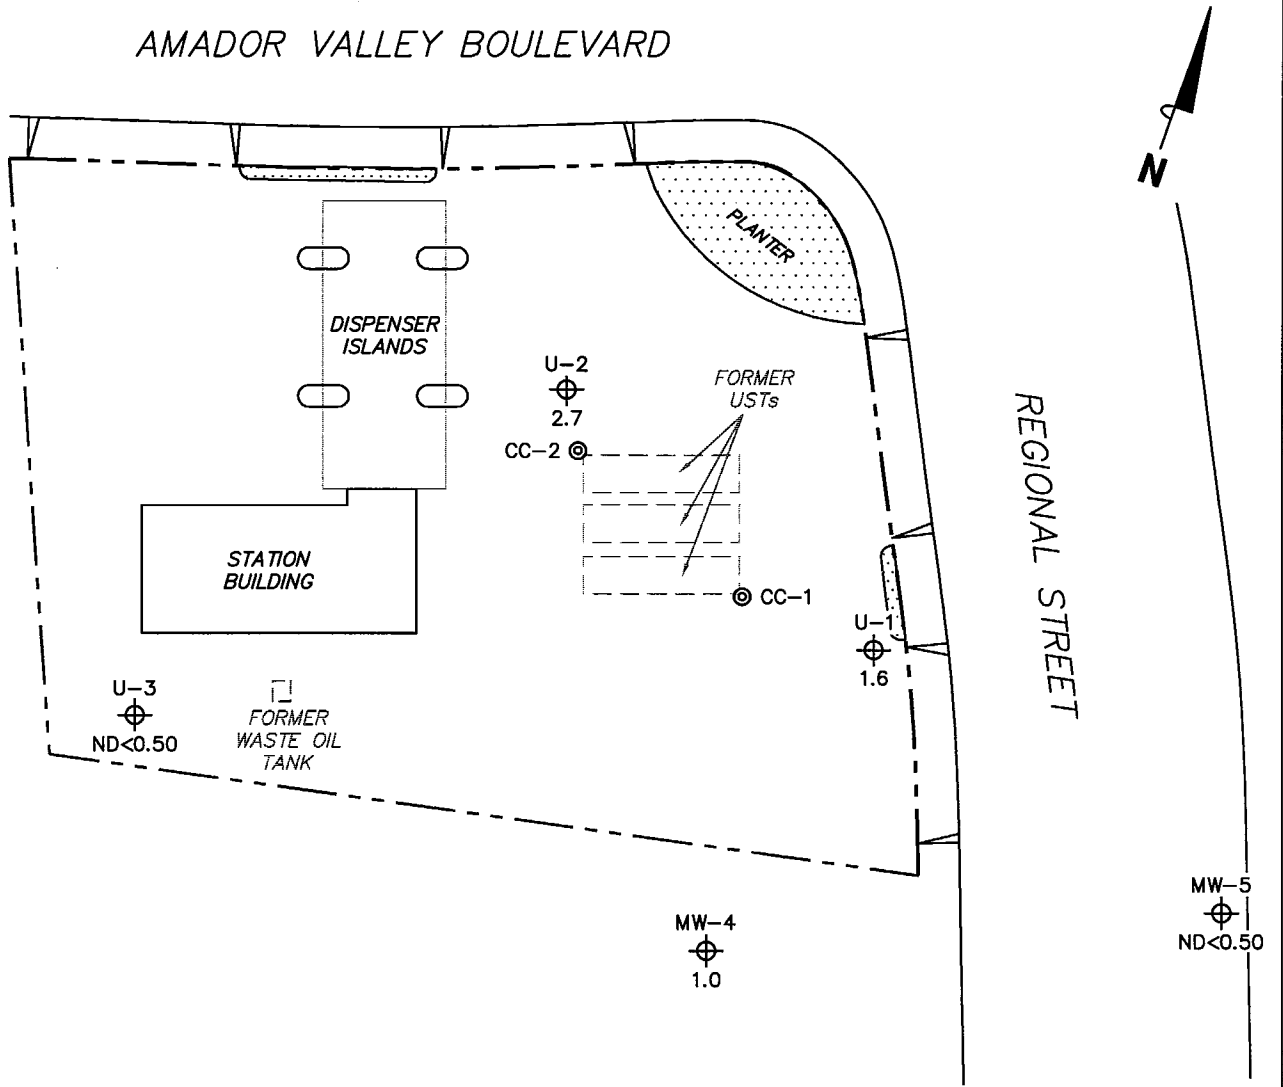 AMADOR VALLEY BOULEVARD
N
PLANTER
DISPENSER
ISLANDS
U-2
2.7
FORMER
USTs
CC-2
REGIONAL STREET
STATION
BUILDING
CC-1
U-1
1.6
U-3
ND<0.50
FORMER
WASTE OIL
TANK
MW-5
ND<0.50
MW-4
1.0